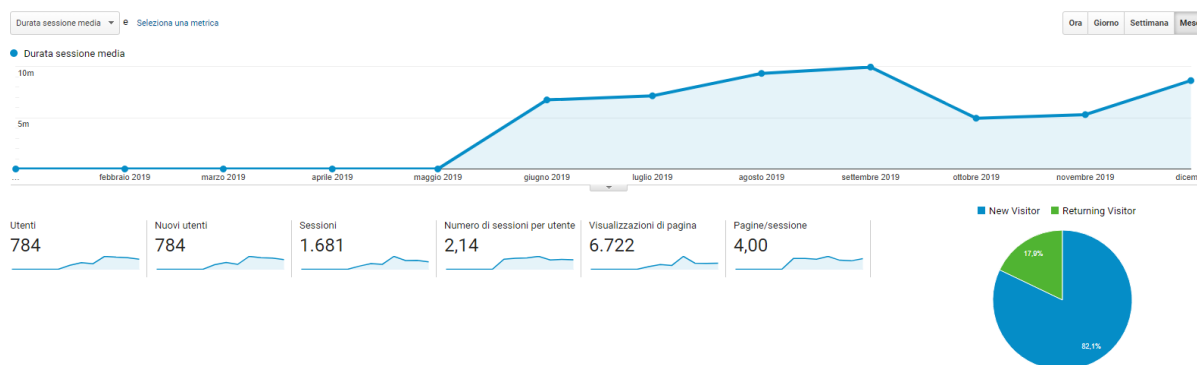 Durata sessione media e Seleziona una metrica
Ora Giorno Settimana Mese
Durata sessione media
10m
5m
... febbraio 2019 marzo 2019 aprile 2019 maggio 2019 giugno 2019 luglio 2019 agosto 2019 settembre 2019 ottobre 2019 novembre 2019 dicem
New Visitor Returning Visitor
Utenti Nuovi utenti Sessioni Numero di sessioni per utente Visualizzazioni di pagina Pagine/sessione
784 784 1.681 2,14 6.722 4,00
17,9%
82,1%